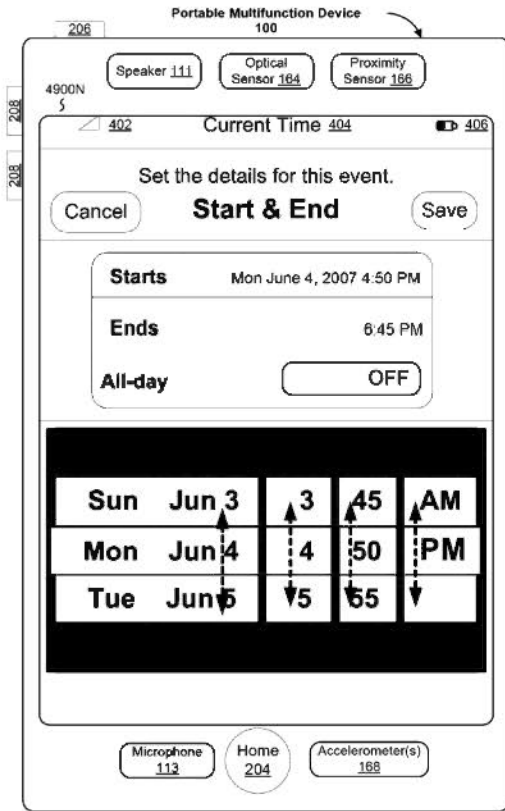 Portable Multifunction Device
100
206
Speaker 111
Optical Sensor 164
Proximity Sensor 166
4900N
208
208
402
Current Time 404
406
Set the details for this event.
Cancel
Start & End
Save
Starts Mon June 4, 2007 4:50 PM
Ends 6:45 PM
All-day OFF
Sun Jun 3 3 45 AM
Mon Jun 4 4 50 PM
Tue Jun 5 5 55
Microphone 113
Home 204
Accelerometer(s) 168